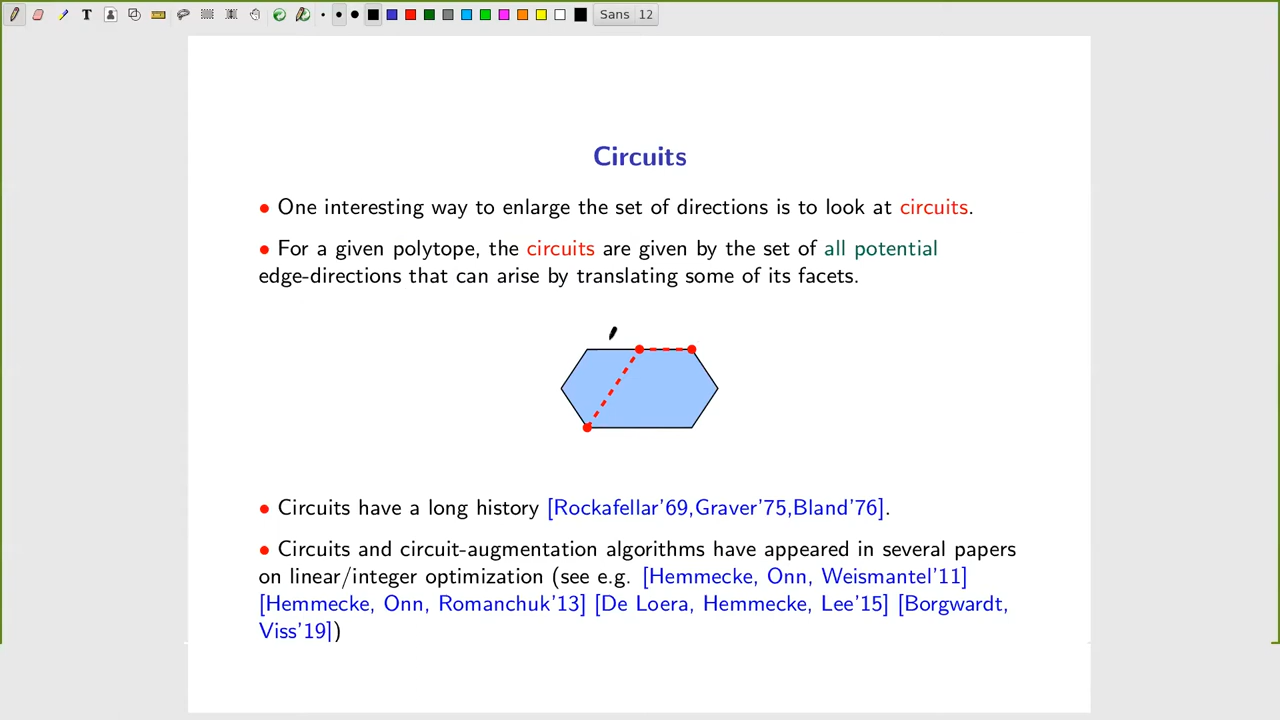 T
Sans 12
Circuits
• One interesting way to enlarge the set of directions is to look at circuits.
• For a given polytope, the circuits are given by the set of all potential
edge-directions that can arise by translating some of its facets.
• Circuits have a long history [Rockafellar'69,Graver'75,Bland'76].
• Circuits and circuit-augmentation algorithms have appeared in several papers
on linear/integer optimization (see e.g. [Hemmecke, Onn, Weismantel'11]
[Hemmecke, Onn, Romanchuk'13] [De Loera, Hemmecke, Lee'15] [Borgwardt,
Viss'19])